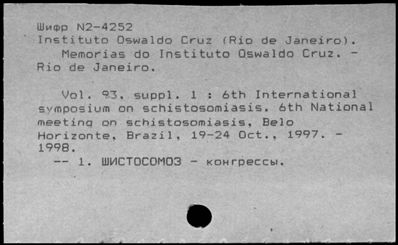 Шифр N2-4252
Instituto Oswaldo Cruz (Rio de Janeiro).
Memorias do Instituto Oswaldo Cruz. -
Rio de Janeiro.
Vol. 93, suppl. 1 : 6th International
symposium on schistosomiasis. 6th National
meeting on schistosomiasis, Belo
Horizonte, Brazil, 19-24 Oct., 1997. -
1998.
-- 1. ШИСТОСОМОЗ - конгрессы.